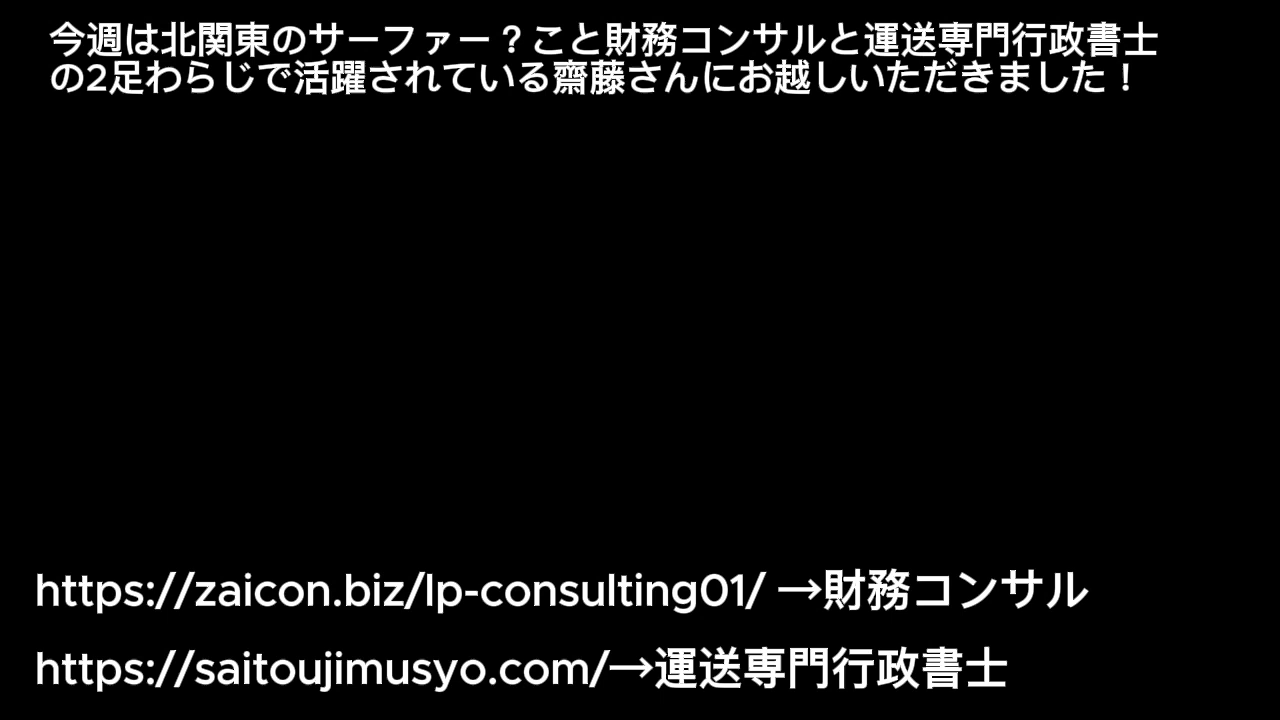 今週は北関東のサーファー？こと財務コンサルと運送専門行政書士
の2足わらじで活躍されている齋藤さんにお越しいただきました！
https://zaicon.biz/lp-consulting01/ →財務コンサル
https://saitoujimusyo.com/→運送専門行政書士